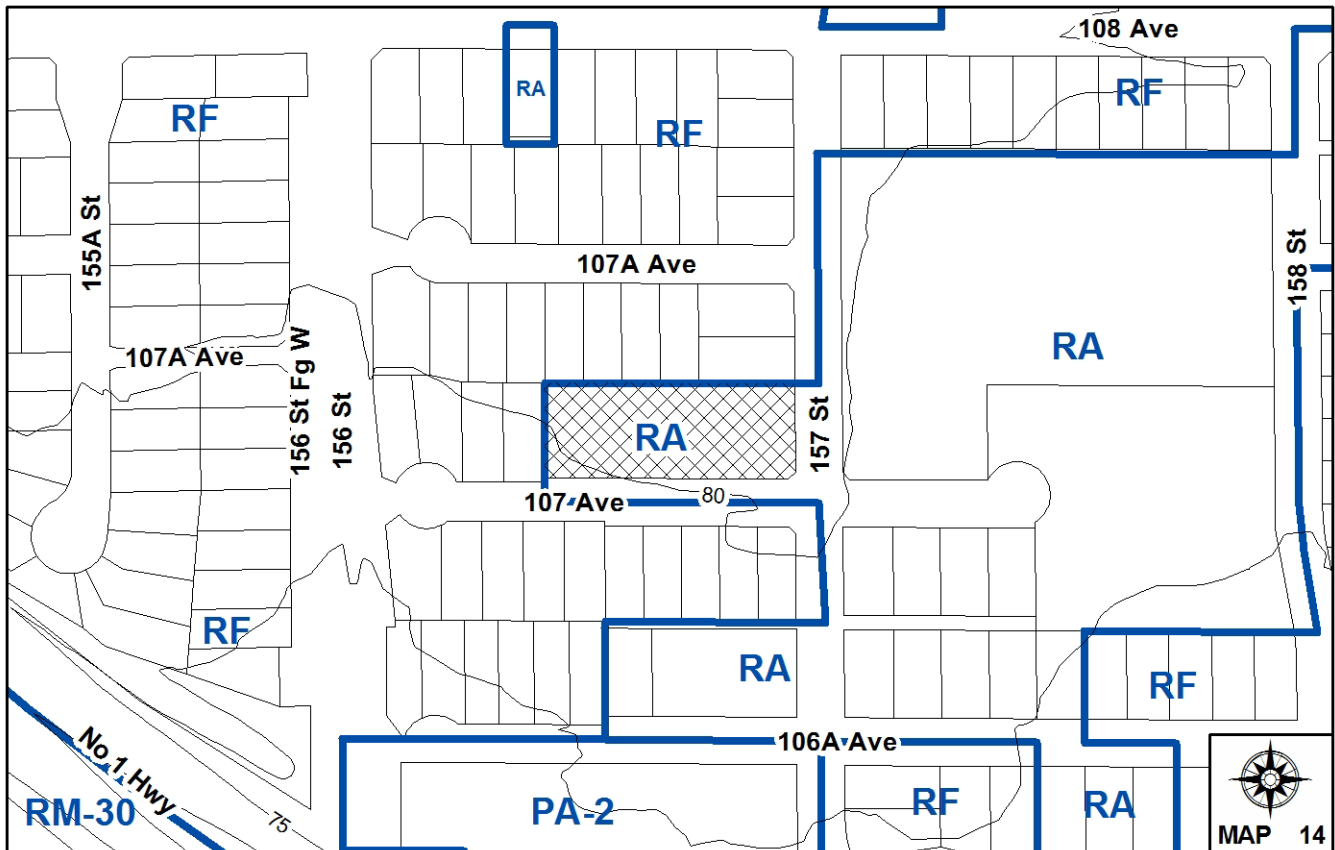 108 Ave
RA
RF
RF
RF
155A St
107A Ave
158 St
RA
107A Ave
156 St Fg W
156 St
RA
157 St
107 Ave
80
RF
RA
RF
No 1 Hwy
106A Ave
RM-30
75
PA-2
RF
RA
MAP 14